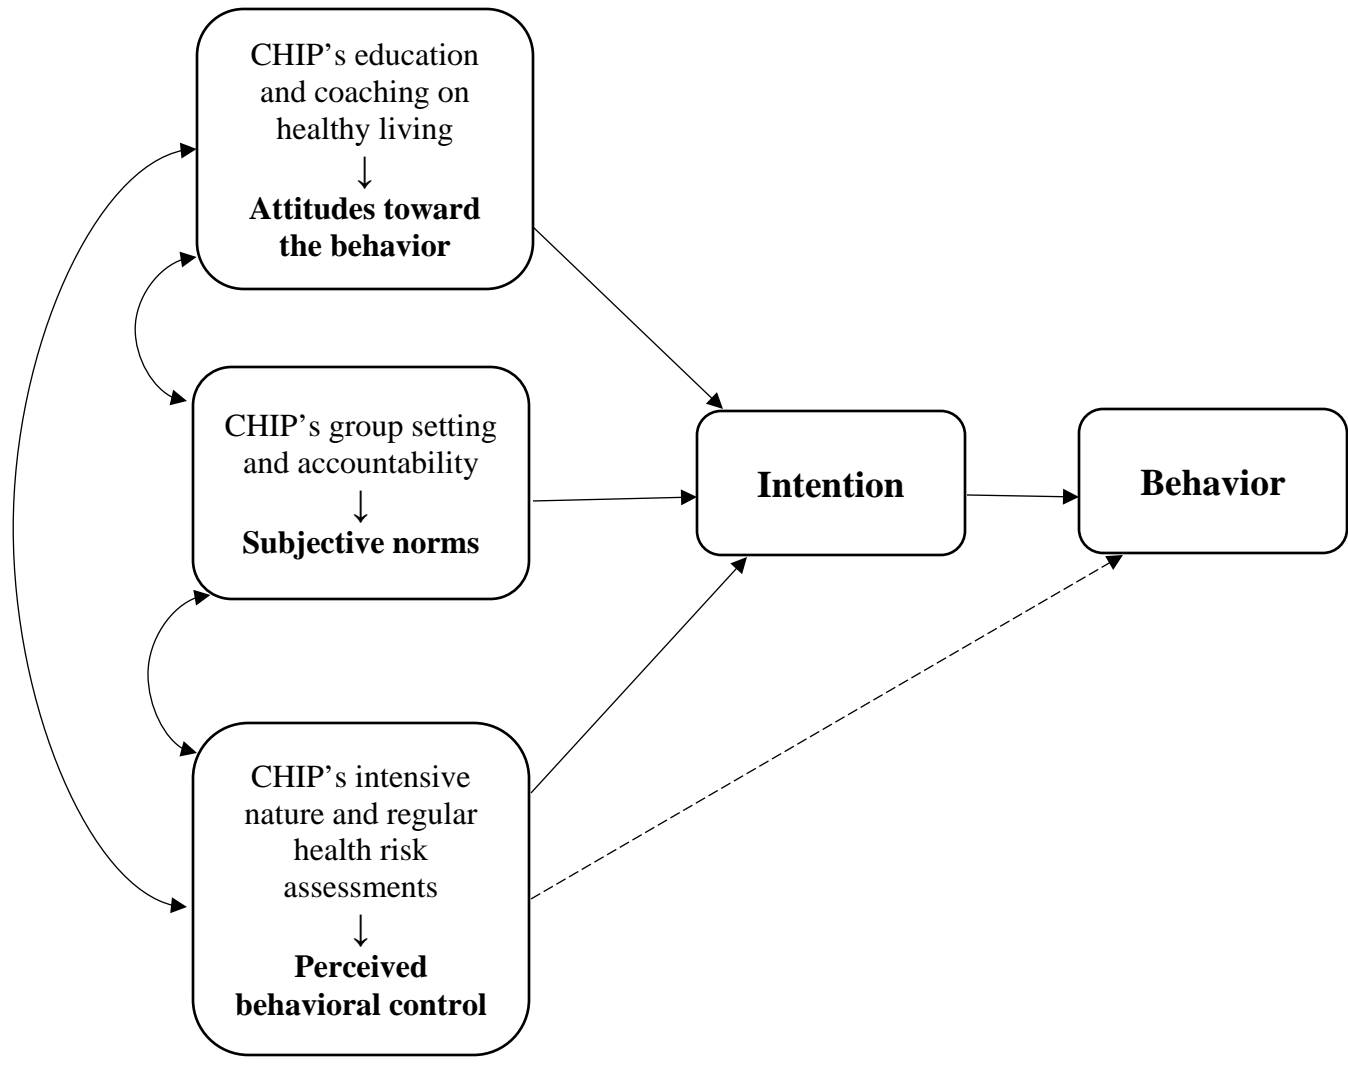 CHIP’s education
and coaching on
healthy living
↓
Attitudes toward
the behavior
CHIP’s group setting
and accountability
↓
Subjective norms
CHIP’s intensive
nature and regular
health risk
assessments
↓
Perceived
behavioral control
Intention
Behavior